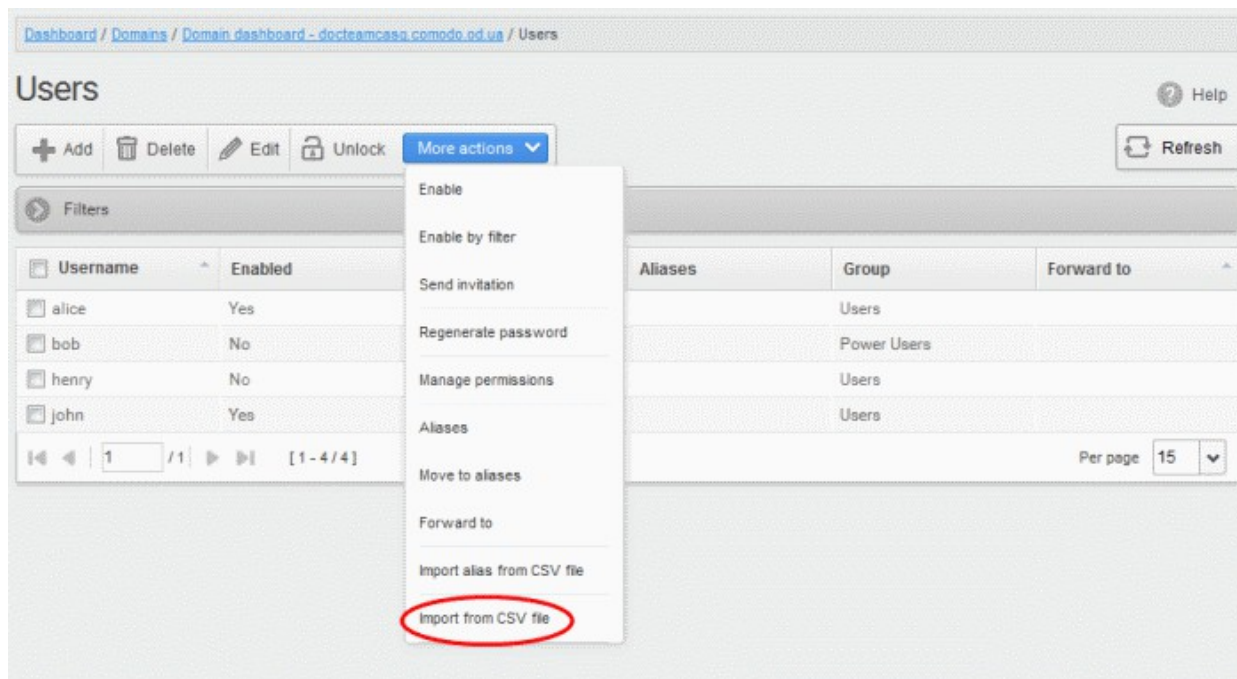 Dashboard / Domains / Domain dashboard - docteamcasg.comodo.od.ua / Users
Users
Help
Add Delete Edit Unlock More actions
Refresh
Filters
Username Enabled Aliases Group Forward to
alice Yes Users
bob No Power Users
henry No Users
john Yes Users
1 /1 [1-4/4] Per page 15
Enable
Enable by filter
Send invitation
Regenerate password
Manage permissions
Aliases
Move to aliases
Forward to
Import alias from CSV file
Import from CSV file